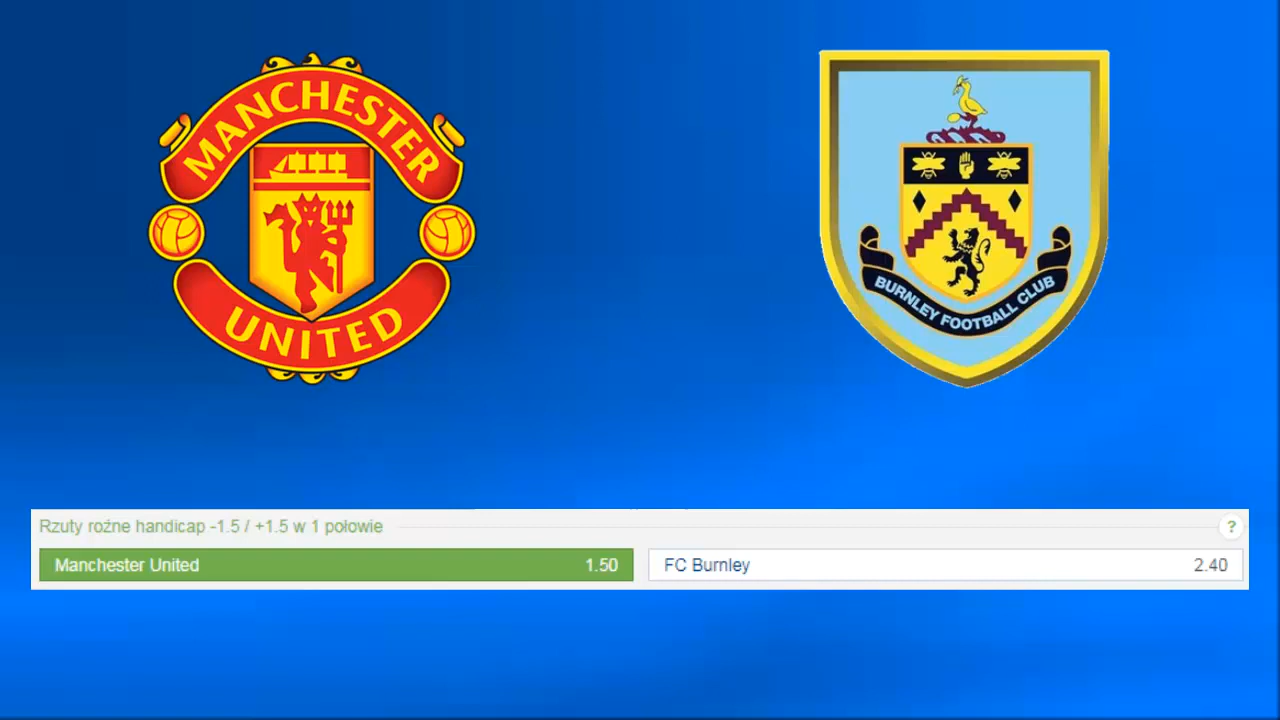 MANCHESTER
UNITED
BURNLEY FOOTBALL CLUB
Rzuty rożne handicap -1.5 / +1.5 w 1 połowie
?
Manchester United 1.50
FC Burnley 2.40